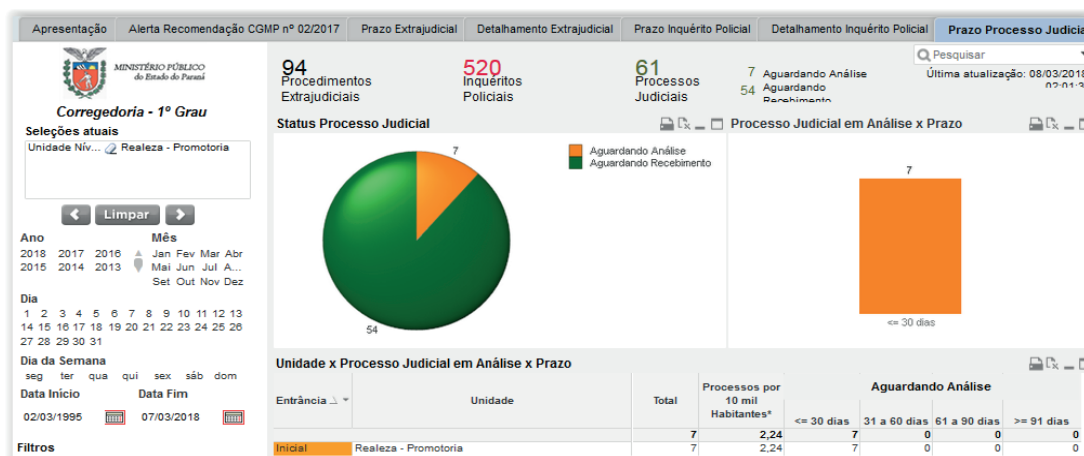 Apresentação Alerta Recomendação CGMP nº 02/2017 Prazo Extrajudicial Detalhamento Extrajudicial Prazo Inquérito Policial Detalhamento Inquérito Policial Prazo Processo Judicia
MINISTÉRIO PÚBLICO
do Estado do Paraná
Corregedoria - 1º Grau
Seleções atuais
Unidade Nív... Realeza - Promotoria
Limpar
Ano Mês
2018 2017 2016 Jan Fev Mar Abr
2015 2014 2013 Mai Jun Jul A...
Set Out Nov Dez
Dia
1 2 3 4 5 6 7 8 9 10 11 12 13
14 15 16 17 18 19 20 21 22 23 24 25 26
27 28 29 30 31
Dia da Semana
seg ter qua qui sex sáb dom
Data Início Data Fim
02/03/1995 07/03/2018
Filtros
94
Procedimentos
Extrajudiciais
520
Inquéritos
Policiais
61
Processos
Judiciais
7 Aguardando Análise
54 Aguardando
Recebimento
Pesquisar
Última atualização: 08/03/2018
02:01:3
Status Processo Judicial
7
54
Aguardando Análise
Aguardando Recebimento
Processo Judicial em Análise x Prazo
7
<= 30 dias
Unidade x Processo Judicial em Análise x Prazo
Entrância Unidade Total Processos por 10 mil Habitantes* Aguardando Análise
<= 30 dias 31 a 60 dias 61 a 90 dias >= 91 dias
7 2,24 7 0 0 0
Inicial Realeza - Promotoria 7 2,24 7 0 0 0